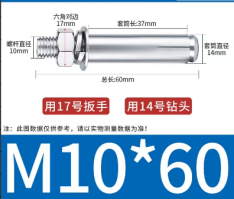 六角对边
17mm
套筒长:37mm
螺杆直径
10mm
套筒直径
14mm
总长:60mm
用17号扳手
用14号钻头
注:此图数据仅供参考,请以实物测量数据为准!
M10*60